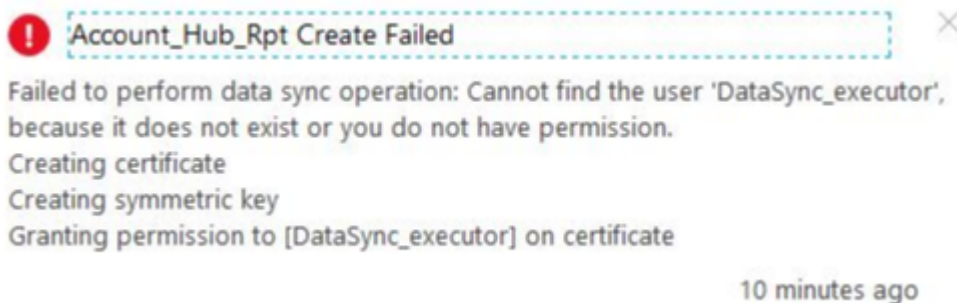 Account_Hub_Rpt Create Failed
Failed to perform data sync operation: Cannot find the user 'DataSync_executor',
because it does not exist or you do not have permission.
Creating certificate
Creating symmetric key
Granting permission to [DataSync_executor] on certificate
10 minutes ago